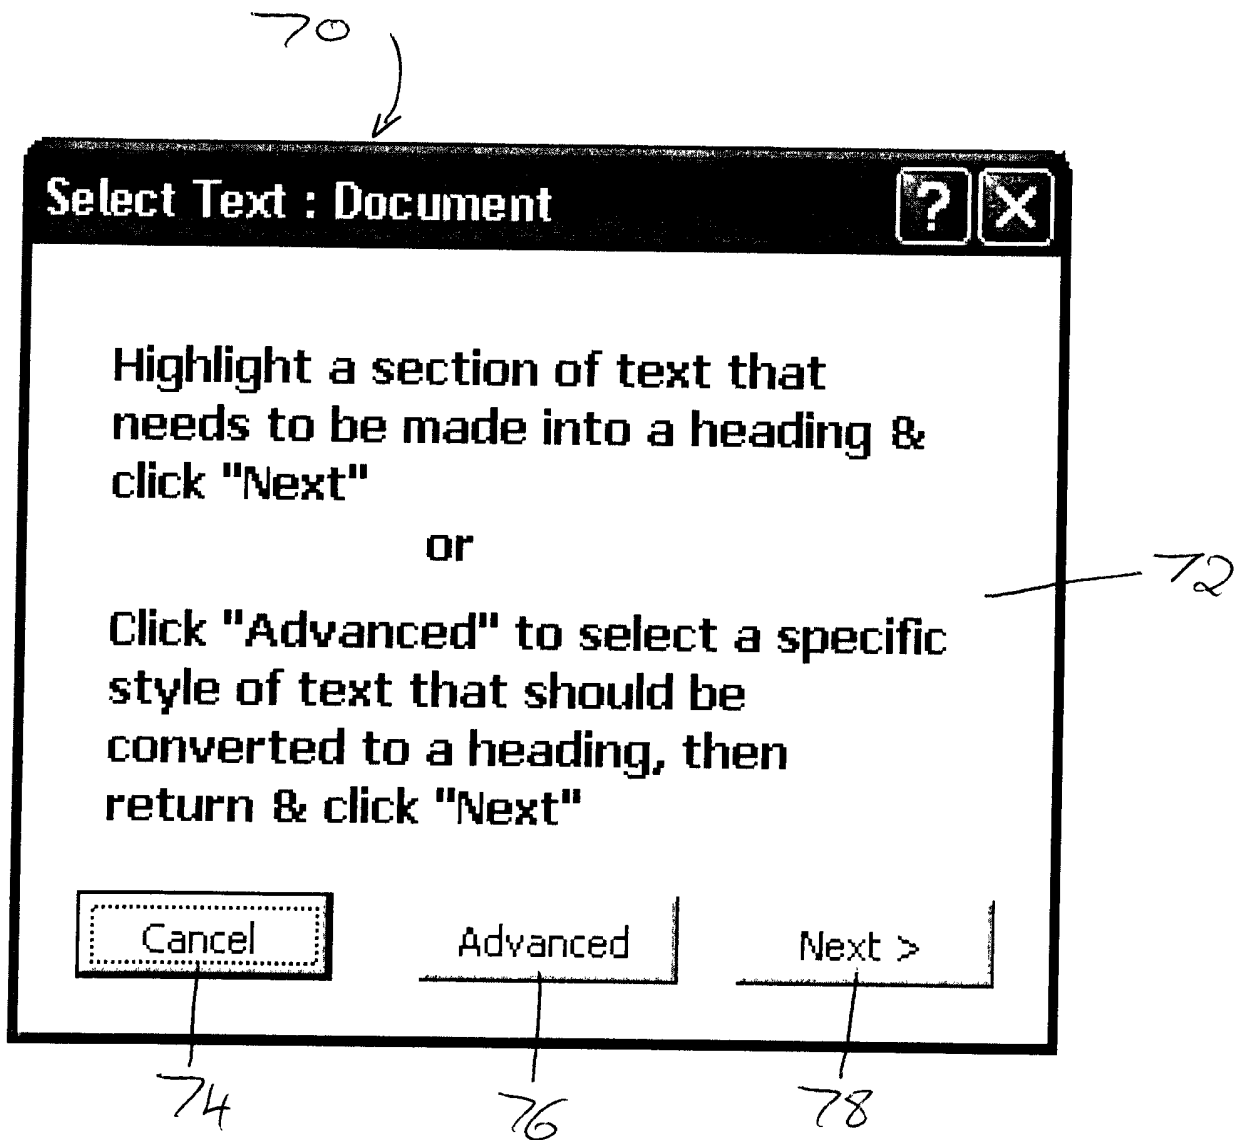 70
Select Text : Document ? X
Highlight a section of text that
needs to be made into a heading &
click "Next"
or
72
Click "Advanced" to select a specific
style of text that should be
converted to a heading, then
return & click "Next"
Cancel Advanced Next >
74 76 78